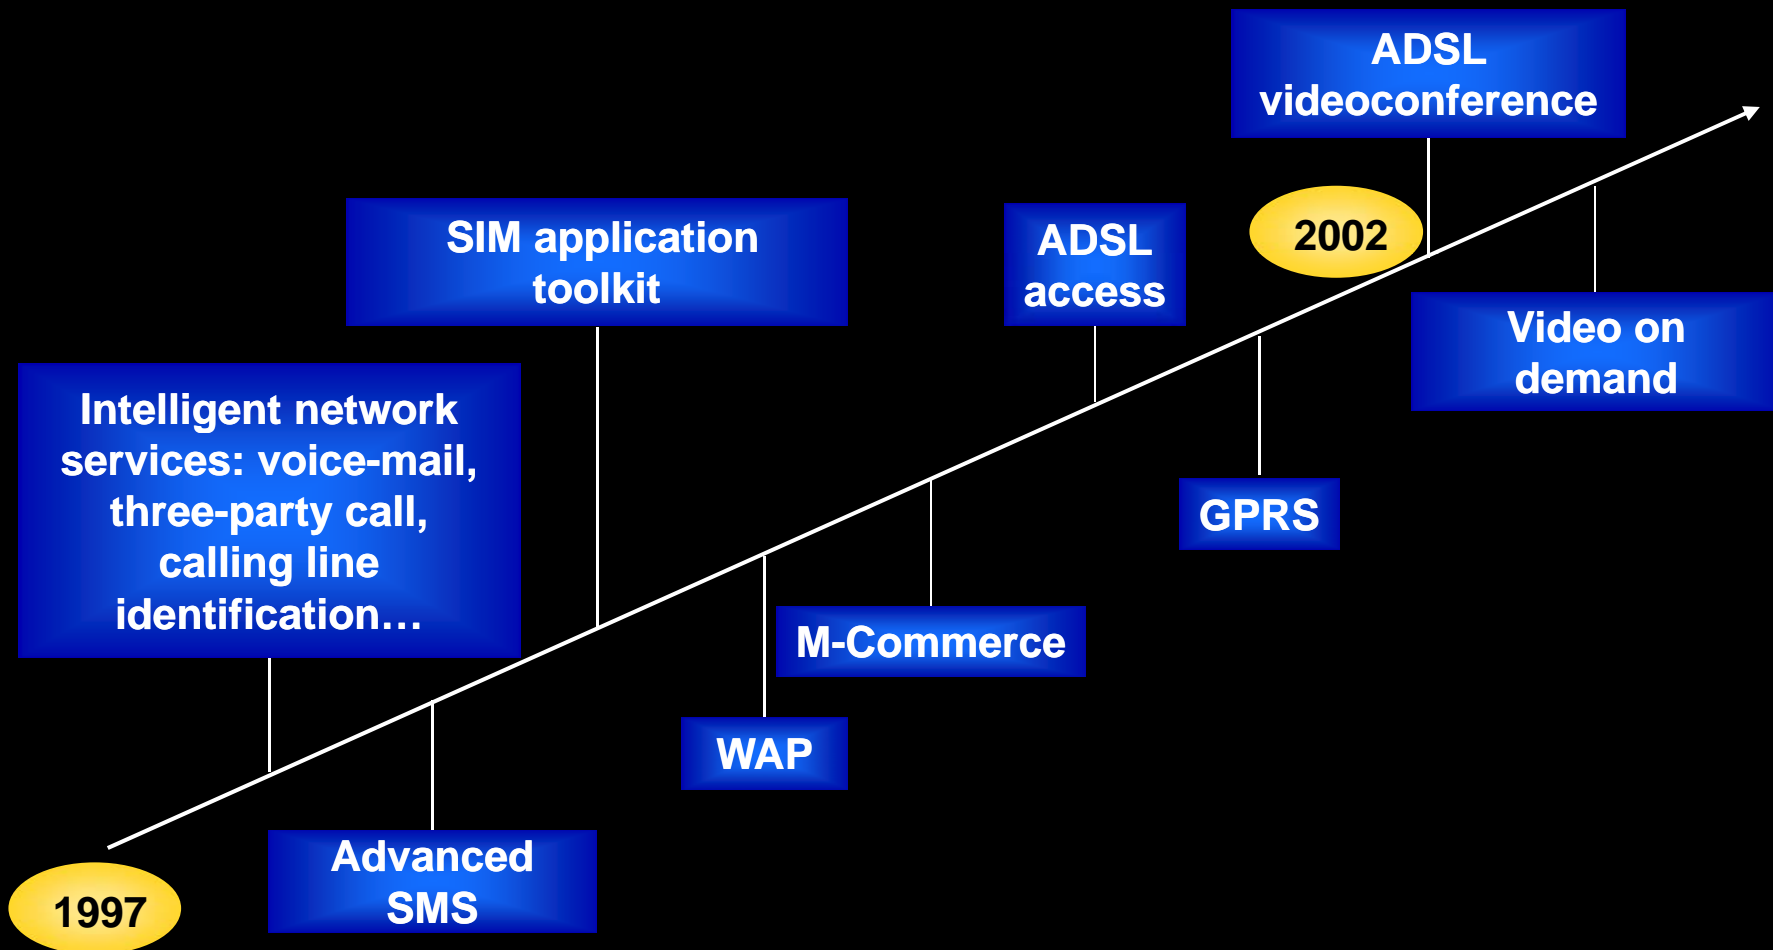 ADSL
videoconference
2002
SIM application
toolkit
ADSL
access
Video on
demand
Intelligent network
services: voice-mail,
three-party call,
calling line
identification…
GPRS
M-Commerce
WAP
Advanced
SMS
1997